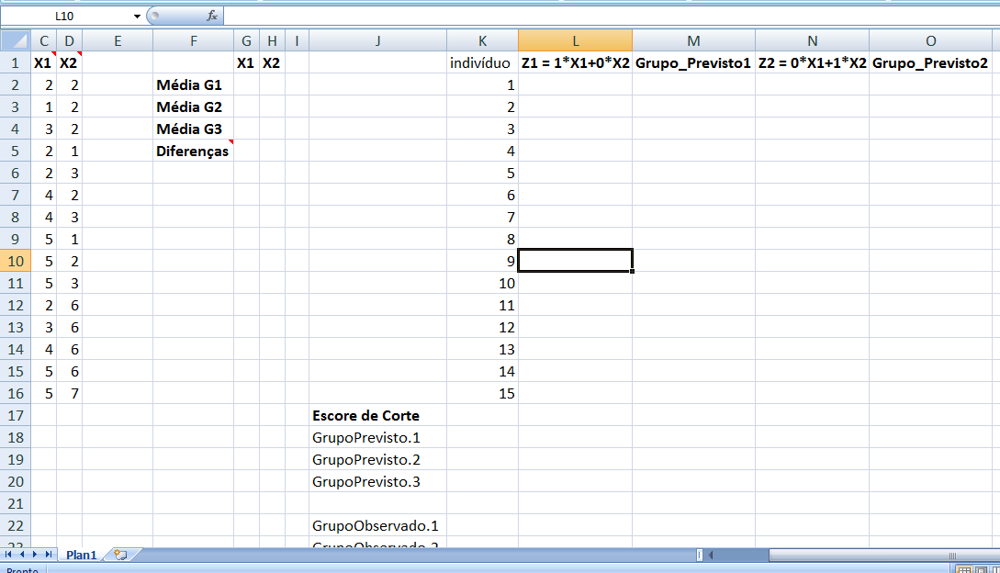 L10 fx
C D E F G H I J K L M N O
1 X1 X2 X1 X2 indivíduo Z1 = 1*X1+0*X2 Grupo_Previsto1 Z2 = 0*X1+1*X2 Grupo_Previsto2
2 2 2 Média G1 1
3 1 2 Média G2 2
4 3 2 Média G3 3
5 2 1 Diferenças 4
6 2 3 5
7 4 2 6
8 4 3 7
9 5 1 8
10 5 2 9
11 5 3 10
12 2 6 11
13 3 6 12
14 4 6 13
15 5 6 14
16 5 7 15
17 Escore de Corte
18 GrupoPrevisto.1
19 GrupoPrevisto.2
20 GrupoPrevisto.3
21
22 GrupoObservado.1
23 GrupoObservado.2
Plan1
Pronto